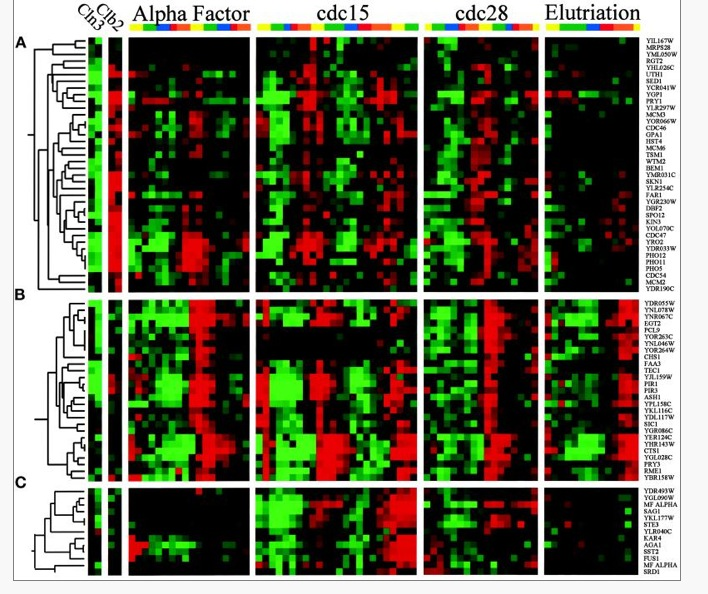 Cln3 Clb2 Alpha Factor cdc15 cdc28 Elutriation
A
YIL167W
MRPS28
YML050W
RGT2
YHL026C
UTH1
SED1
YCR041W
YGP1
PRY1
YLR297W
MCM3
YOR066W
CDC46
GPA1
HST4
MCM6
TSM1
WTM2
BEM1
YMR031C
SKN1
YLR254C
FAR1
YGR230W
DBF2
SPO12
KIN3
YOL070C
CDC47
YRO2
YDR033W
PHO12
PHO11
PHO5
CDC54
MCM2
YDR190C
B
YDR055W
YNL078W
YNR067C
EGT2
PCL9
YOR263C
YNL046W
YOR264W
CHS1
FAA3
TEC1
YJL159W
PIR1
PIR3
ASH1
YPL158C
YKL116C
YDL117W
SIC1
YGR086C
YER124C
YHR143W
CTS1
YGL028C
PRY3
RME1
YBR158W
C
YDR493W
YGL090W
MF ALPHA
SAG1
YKL177W
STE3
YLR040C
KAR4
AGA1
SST2
FUS1
MF ALPHA
SRD1